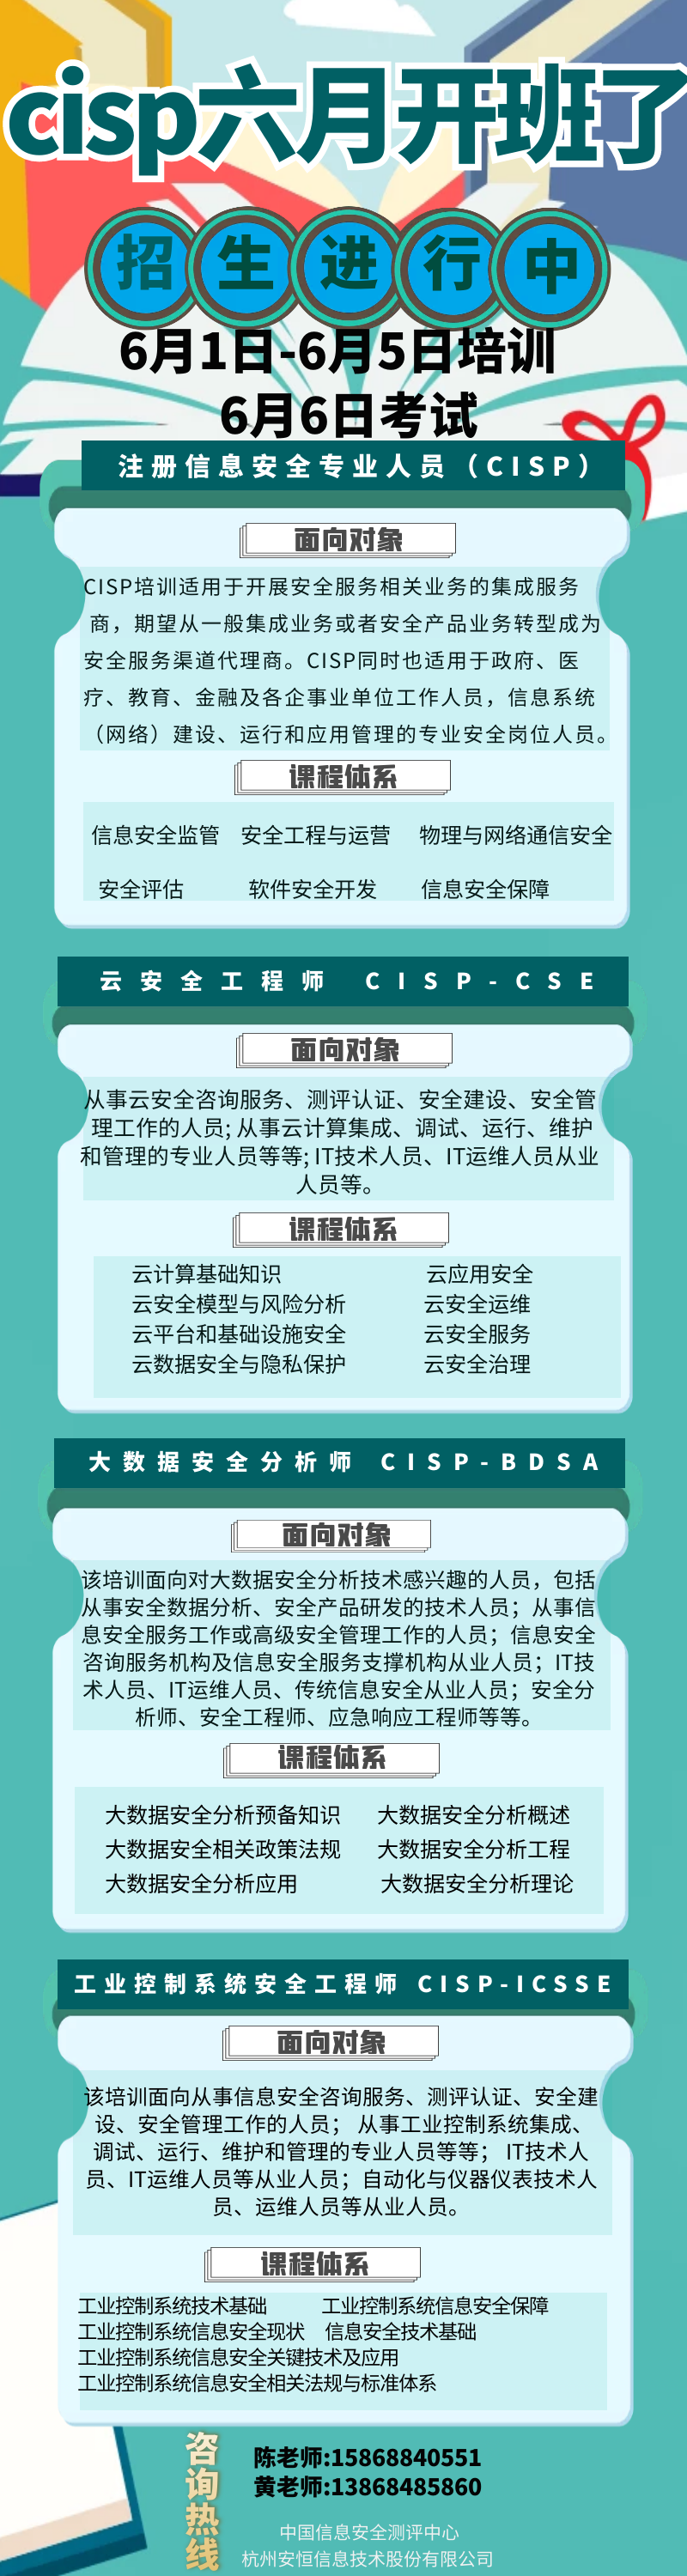 cisp六月开班了
招生进行中
6月1日-6月5日培训
6月6日考试
注册信息安全专业人员（CISP）
面向对象
CISP培训适用于开展安全服务相关业务的集成服务
商，期望从一般集成业务或者安全产品业务转型成为
安全服务渠道代理商。CISP同时也适用于政府、医
疗、教育、金融及各企事业单位工作人员，信息系统
（网络）建设、运行和应用管理的专业安全岗位人员。
课程体系
信息安全监管 安全工程与运营 物理与网络通信安全
安全评估 软件安全开发 信息安全保障
云安全工程师 CISP-CSE
面向对象
从事云安全咨询服务、测评认证、安全建设、安全管
理工作的人员; 从事云计算集成、调试、运行、维护
和管理的专业人员等等; IT技术人员、IT运维人员从业
人员等。
课程体系
云计算基础知识 云应用安全
云安全模型与风险分析 云安全运维
云平台和基础设施安全 云安全服务
云数据安全与隐私保护 云安全治理
大数据安全分析师 CISP-BDSA
面向对象
该培训面向对大数据安全分析技术感兴趣的人员，包括
从事安全数据分析、安全产品研发的技术人员；从事信
息安全服务工作或高级安全管理工作的人员；信息安全
咨询服务机构及信息安全服务支撑机构从业人员；IT技
术人员、IT运维人员、传统信息安全从业人员；安全分
析师、安全工程师、应急响应工程师等等。
课程体系
大数据安全分析预备知识 大数据安全分析概述
大数据安全相关政策法规 大数据安全分析工程
大数据安全分析应用 大数据安全分析理论
工业控制系统安全工程师 CISP-ICSSE
面向对象
该培训面向从事信息安全咨询服务、测评认证、安全建
设、安全管理工作的人员； 从事工业控制系统集成、
调试、运行、维护和管理的专业人员等等； IT技术人
员、IT运维人员等从业人员；自动化与仪器仪表技术人
员、运维人员等从业人员。
课程体系
工业控制系统技术基础 工业控制系统信息安全保障
工业控制系统信息安全现状 信息安全技术基础
工业控制系统信息安全关键技术及应用
工业控制系统信息安全相关法规与标准体系
咨询热线
陈老师:15868840551
黄老师:13868485860
中国信息安全测评中心
杭州安恒信息技术股份有限公司